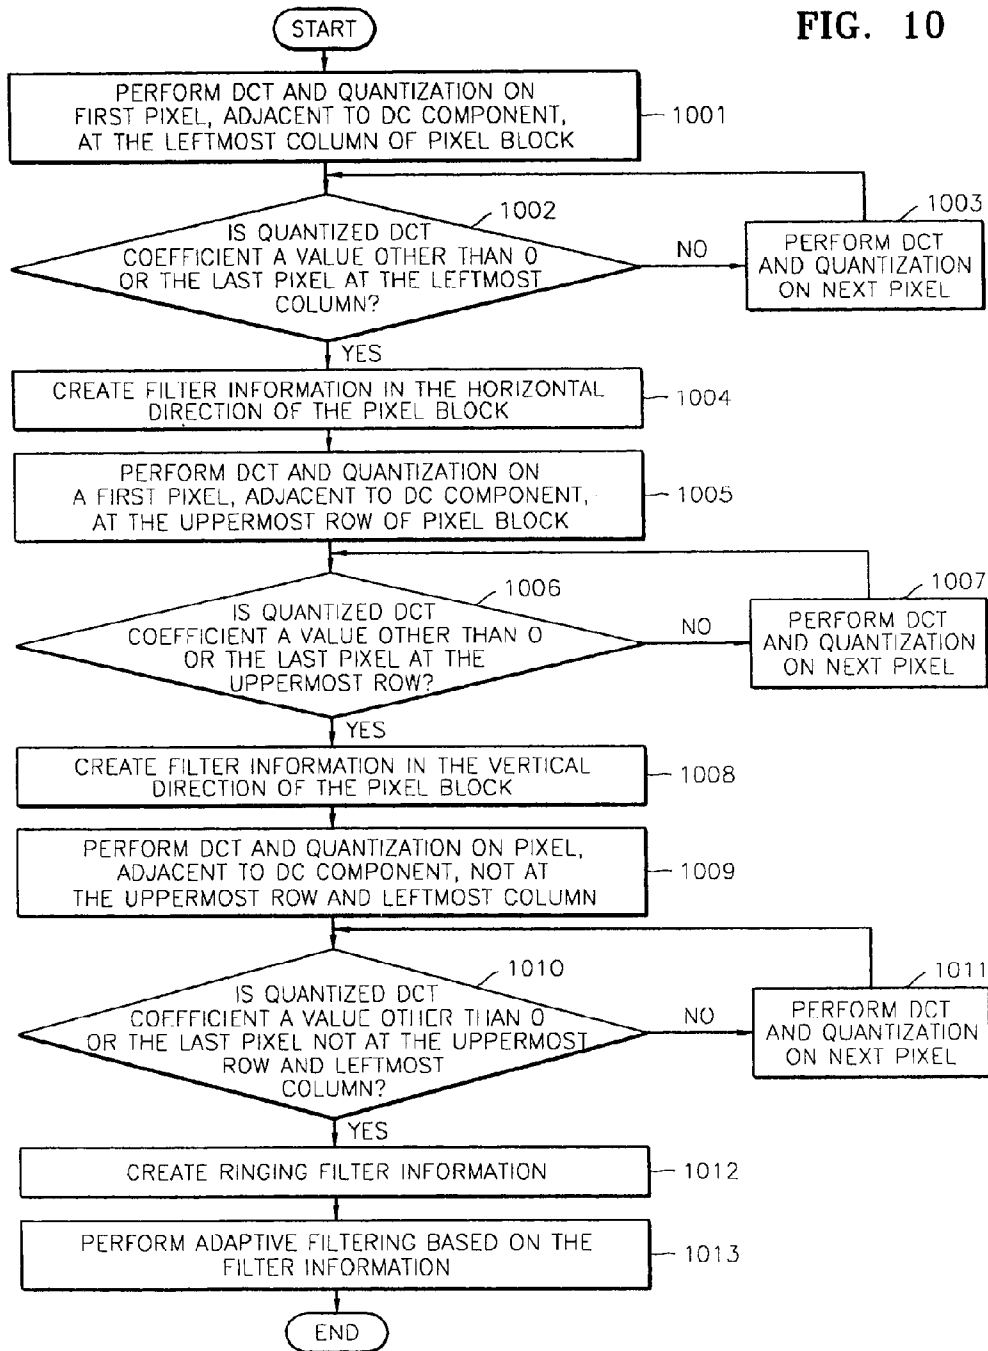 FIG. 10
START
PERFORM DCT AND QUANTIZATION ON
FIRST PIXEL, ADJACENT TO DC COMPONENT,
AT THE LEFTMOST COLUMN OF PIXEL BLOCK
1001
1002
IS QUANTIZED DCT
COEFFICIENT A VALUE OTHER THAN 0
OR THE LAST PIXEL AT THE LEFTMOST
COLUMN?
NO
1003
PERFORM DCT
AND QUANTIZATION
ON NEXT PIXEL
YES
CREATE FILTER INFORMATION IN THE HORIZONTAL
DIRECTION OF THE PIXEL BLOCK
1004
PERFORM DCT AND QUANTIZATION ON
A FIRST PIXEL, ADJACENT TO DC COMPONENT,
AT THE UPPERMOST ROW OF PIXEL BLOCK
1005
1006
IS QUANTIZED DCT
COEFFICIENT A VALUE OTHER THAN 0
OR THE LAST PIXEL AT THE
UPPERMOST ROW?
NO
1007
PERFORM DCT
AND QUANTIZATION
ON NEXT PIXEL
YES
CREATE FILTER INFORMATION IN THE VERTICAL
DIRECTION OF THE PIXEL BLOCK
1008
PERFORM DCT AND QUANTIZATION ON PIXEL,
ADJACENT TO DC COMPONENT, NOT AT
THE UPPERMOST ROW AND LEFTMOST COLUMN
1009
1010
IS QUANTIZED DCT
COEFFICIENT A VALUE OTHER THAN 0
OR THE LAST PIXEL NOT AT THE UPPERMOST
ROW AND LEFTMOST
COLUMN?
NO
1011
PERFORM DCT
AND QUANTIZATION
ON NEXT PIXEL
YES
CREATE RINGING FILTER INFORMATION
1012
PERFORM ADAPTIVE FILTERING BASED ON THE
FILTER INFORMATION
1013
END